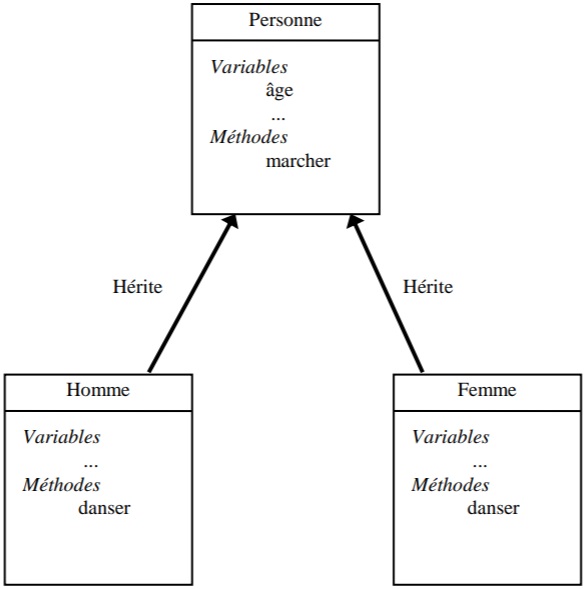 Personne
Variables
âge
...
Méthodes
marcher
Hérite
Hérite
Homme
Variables
...
Méthodes
danser
Femme
Variables
...
Méthodes
danser